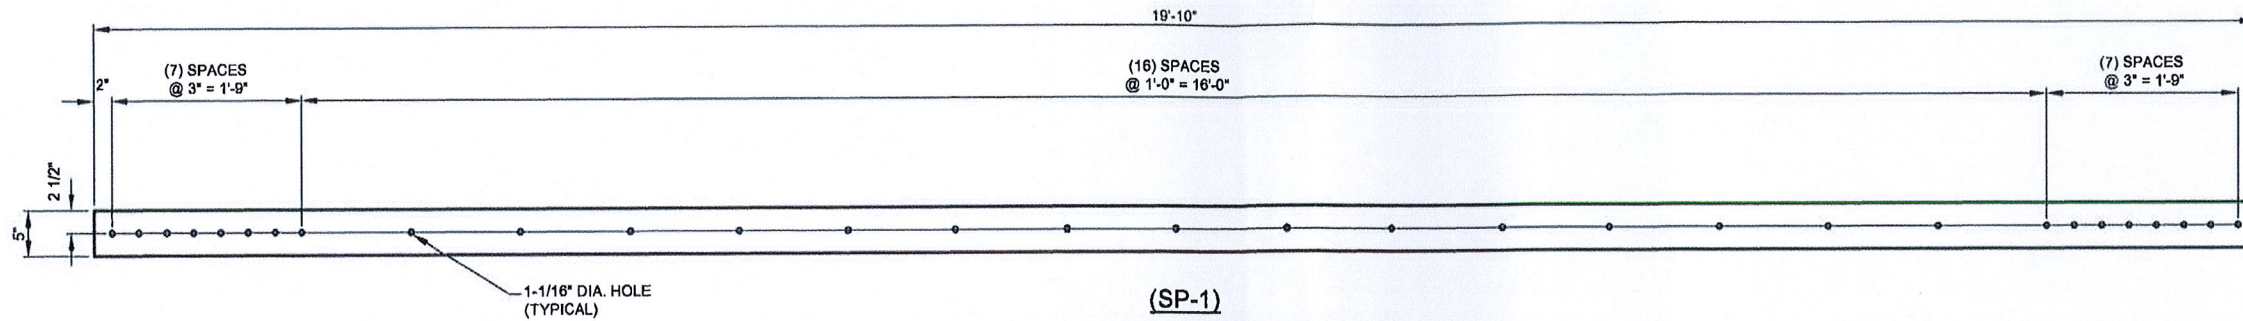 19'-10"
(7) SPACES
@ 3" = 1'-9"
(16) SPACES
@ 1'-0" = 16'-0"
(7) SPACES
@ 3" = 1'-9"
2"
2 1/2"
5"
1-1/16" DIA. HOLE
(TYPICAL)
(SP-1)